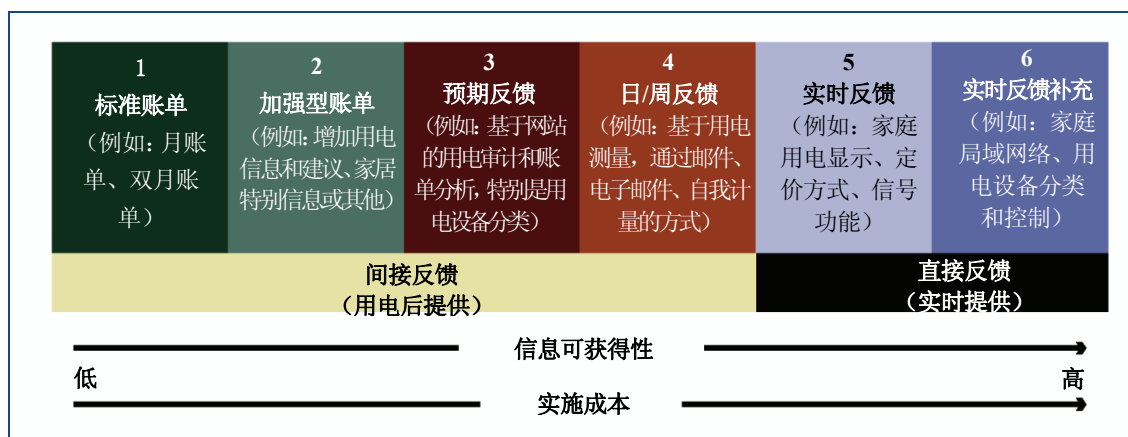 1
标准账单
（例如：月账
单、双月账
单）
2
加强型账单
（例如：增加用电
信息和建议、家居
特别信息或其他）
3
预期反馈
（例如：基于网站
的用电审计和账
单分析，特别是用
电设备分类）
4
日/周反馈
（例如：基于用电
测量，通过邮件、
电子邮件、自我计
量的方式）
5
实时反馈
（例如：家庭
用电显示、定
价方式、信号
功能）
6
实时反馈补充
（例如：家庭
局域网络、用
电设备分类
和控制）
间接反馈
（用电后提供）
直接反馈
（实时提供）
信息可获得性
低
高
实施成本